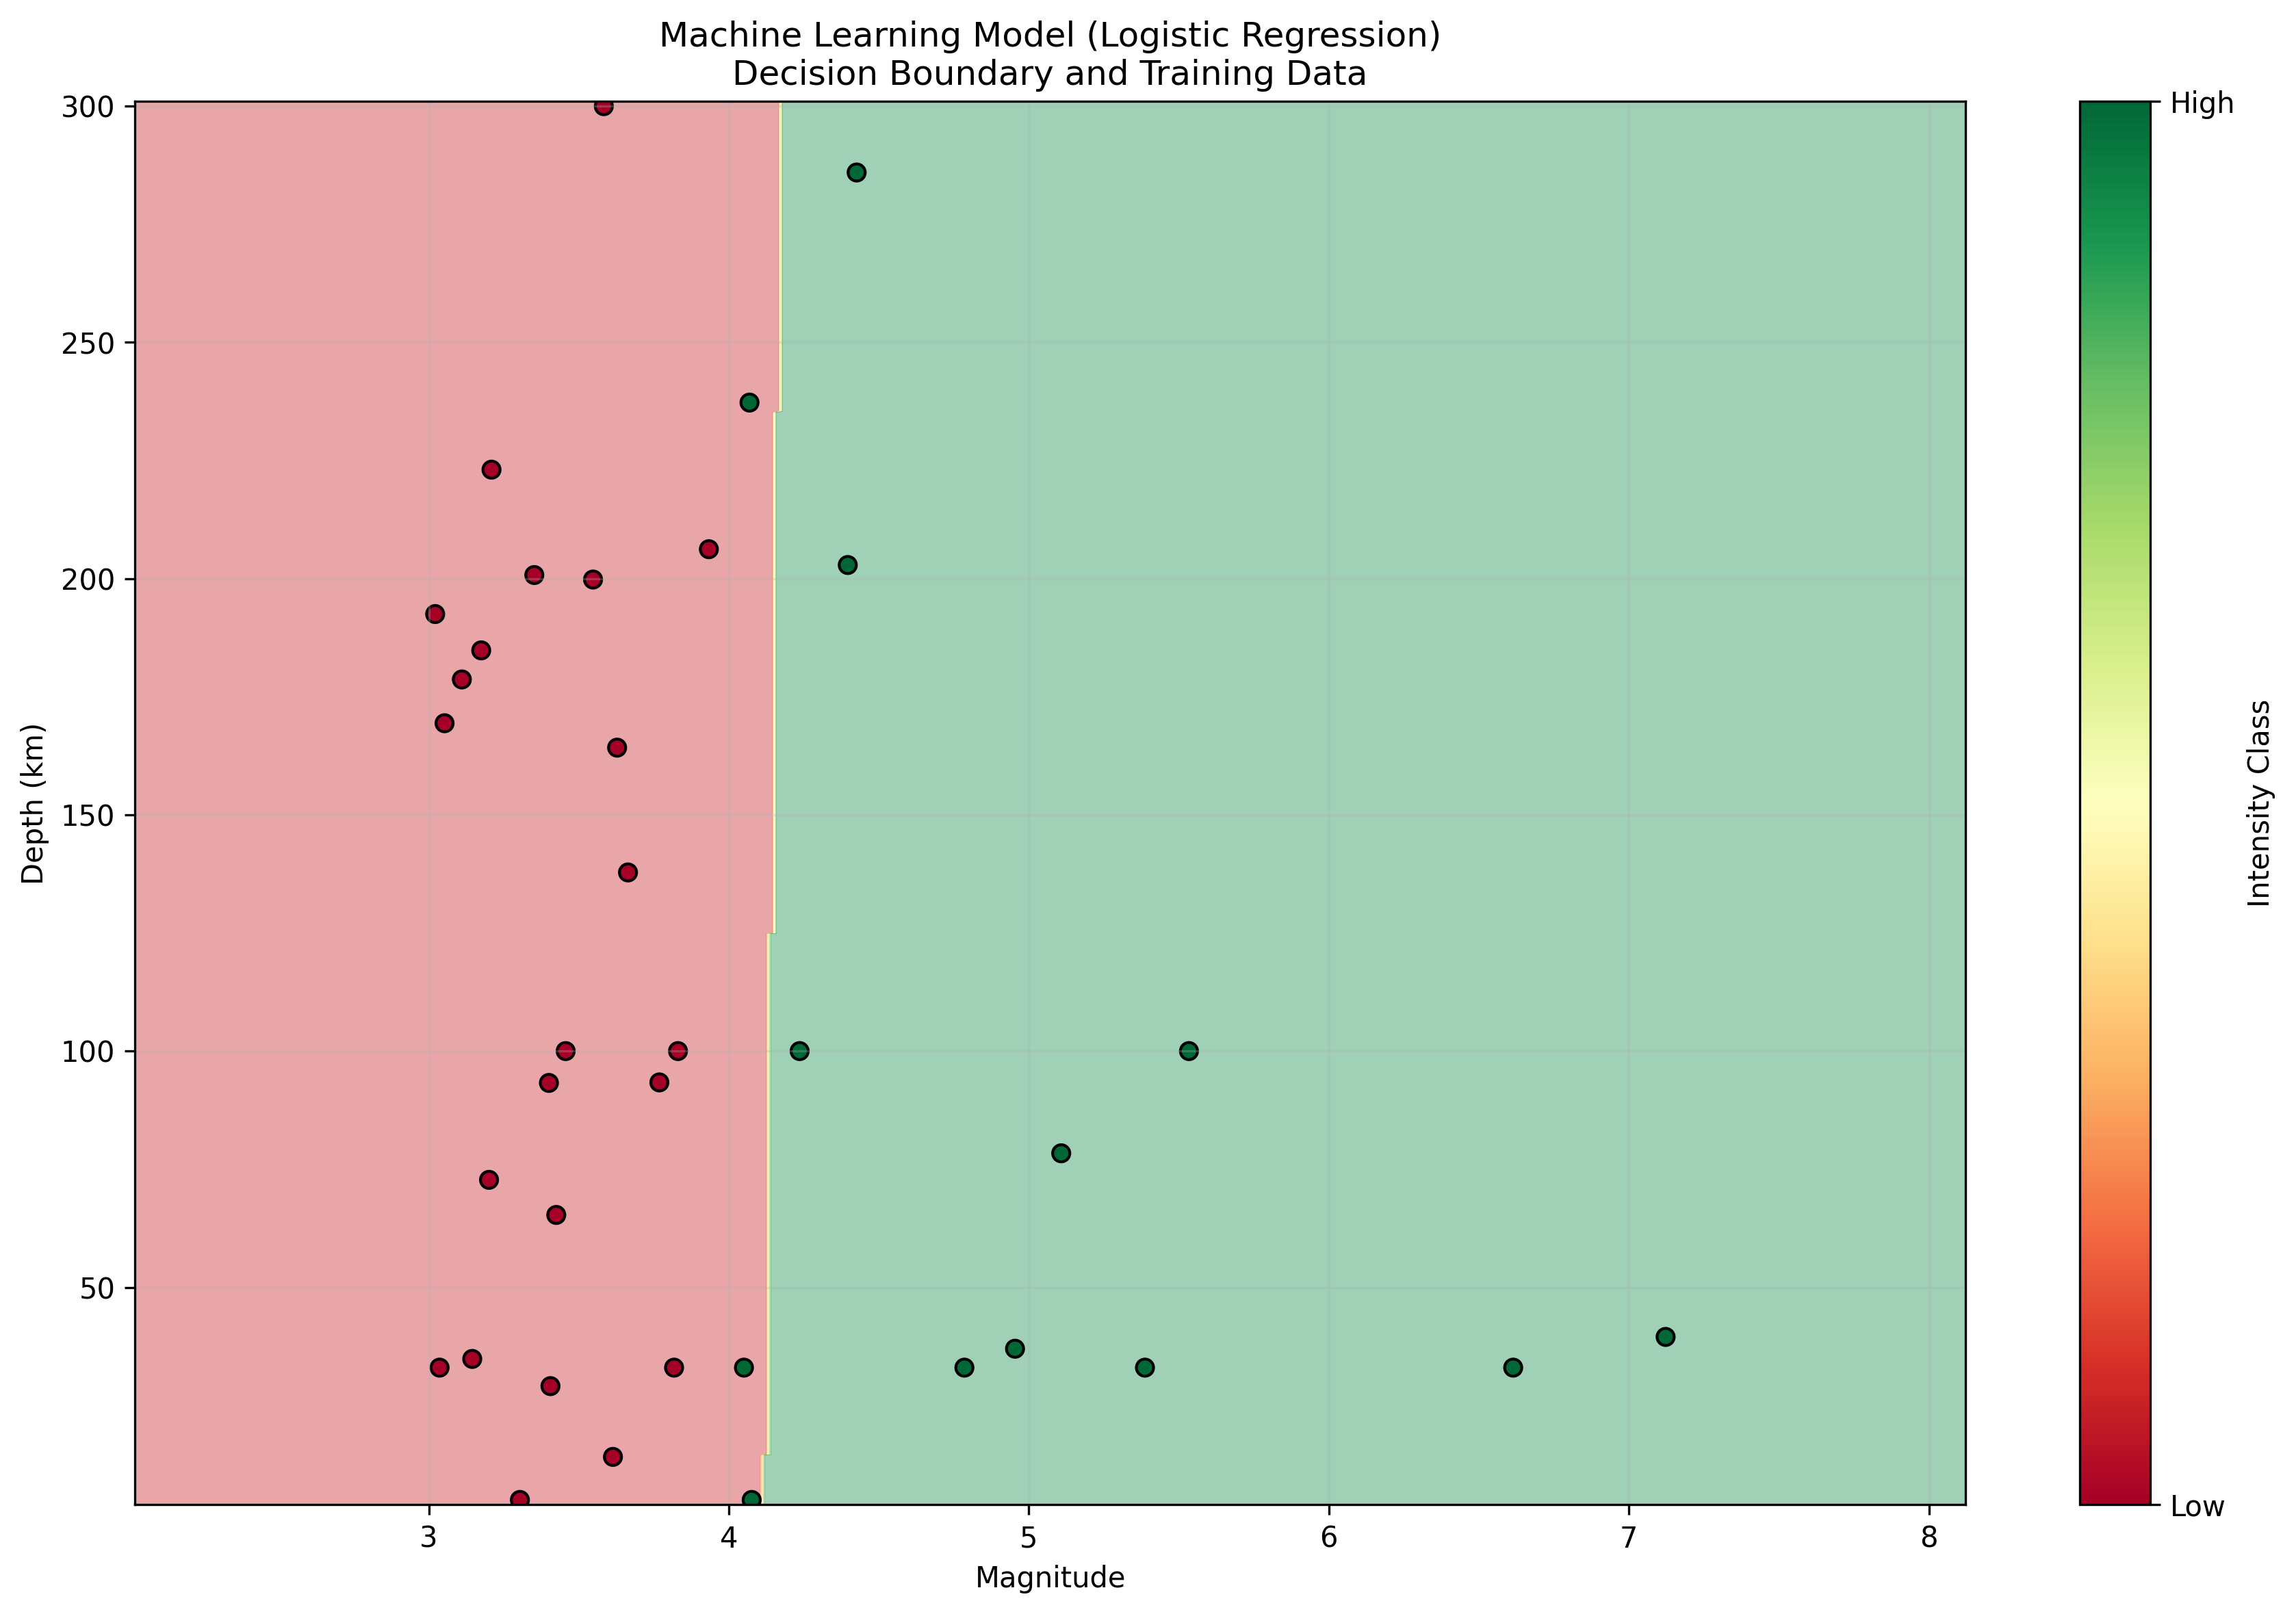 Machine Learning Model (Logistic Regression)
Decision Boundary and Training Data
300
250
200
150
100
50
Depth (km)
3
4
5
6
7
8
Magnitude
High
Low
Intensity Class